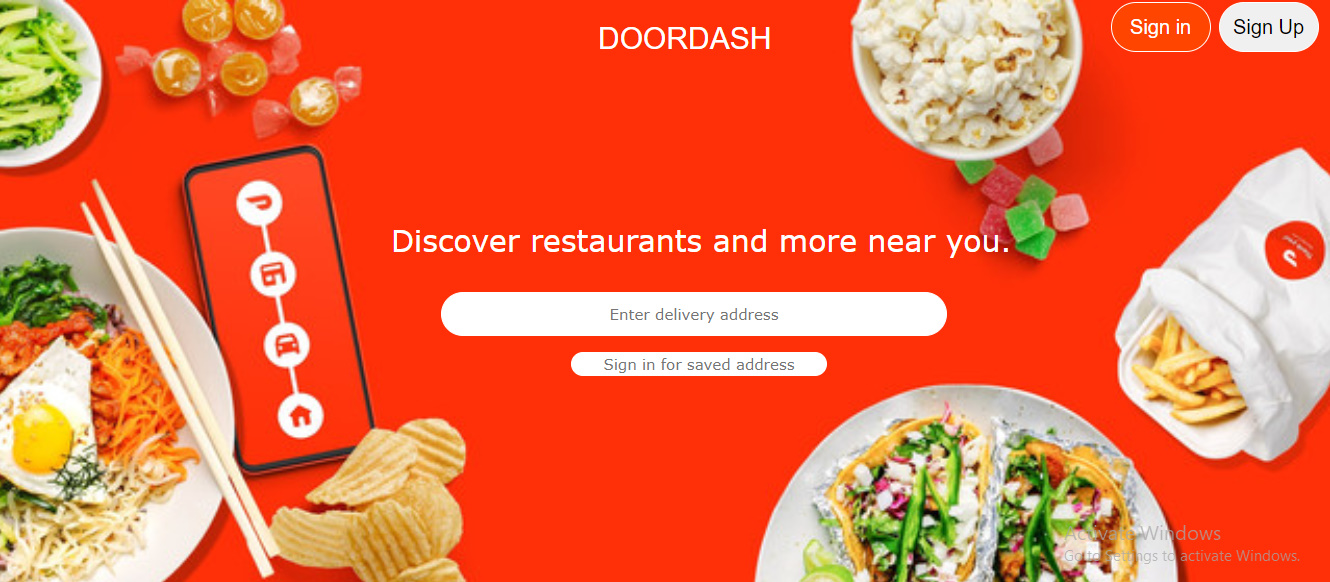 DOORDASH
Sign in
Sign Up
Discover restaurants and more near you.
Enter delivery address
Sign in for saved address
Activate Windows
Go to Settings to activate Windows.